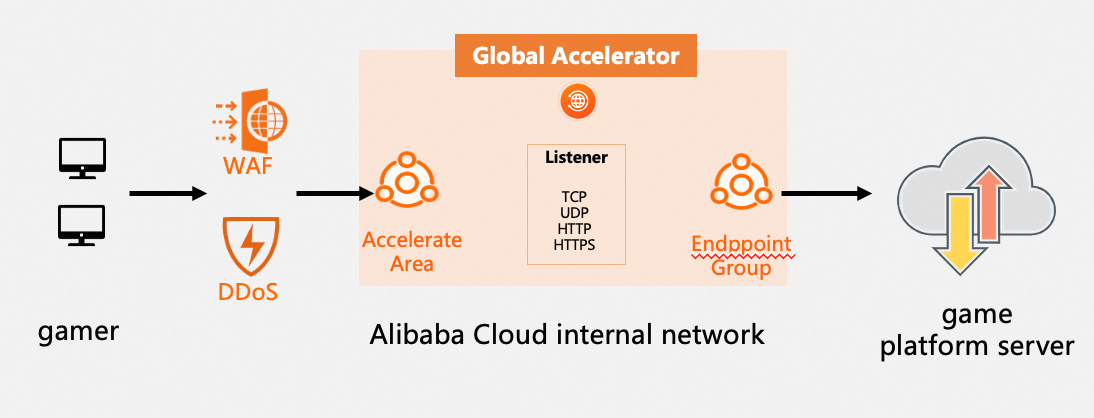 Global Accelerator
WAF
DDoS
gamer
Accelerate
Area
Listener
TCP
UDP
HTTP
HTTPS
Endppoint
Group
Alibaba Cloud internal network
game
platform server